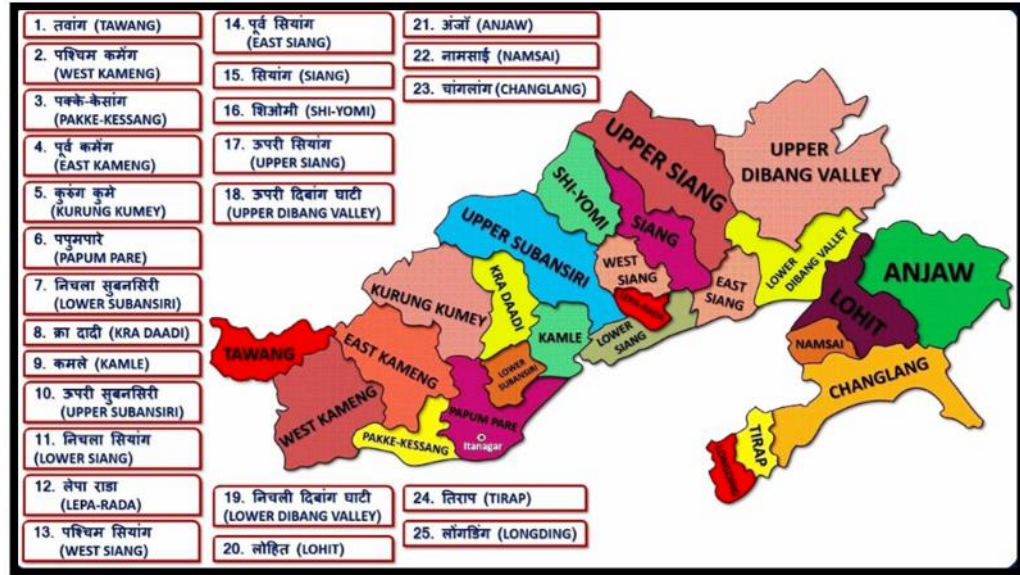 1. तवांग (TAWANG)
2. पश्चिम कमेंग
(WEST KAMENG)
3. पक्के-केसांग
(PAKKE-KESSANG)
4. पूर्व कमेंग
(EAST KAMENG)
5. कुरुंग कुमे
(KURUNG KUMEY)
6. पपुमपारे
(PAPUM PARE)
7. निचला सुबनसिरी
(LOWER SUBANSIRI)
8. क्रा दादी (KRA DAADI)
9. कमले (KAMLE)
10. ऊपरी सुबनसिरी
(UPPER SUBANSIRI)
11. निचला सियांग
(LOWER SIANG)
12. लेपा राडा
(LEPA-RADA)
13. पश्चिम सियांग
(WEST SIANG)
14. पूर्व सियांग
(EAST SIANG)
15. सियांग (SIANG)
16. शिओमी (SHI-YOMI)
17. ऊपरी सियांग
(UPPER SIANG)
18. ऊपरी दिबांग घाटी
(UPPER DIBANG VALLEY)
19. निचली दिबांग घाटी
(LOWER DIBANG VALLEY)
20. लोहित (LOHIT)
21. अंजॉ (ANJAW)
22. नामसाई (NAMSAI)
23. चांगलांग (CHANGLANG)
24. तिराप (TIRAP)
25. लोंगडिंग (LONGDING)
UPPER SIANG
UPPER
DIBANG VALLEY
SHI-YOMI
SIANG
UPPER SUBANSIRI
WEST
SIANG
EAST
SIANG
LOWER
DIBANG VALLEY
ANJAW
LOHIT
KURUNG KUMEY
KRA DAADI
LEPA-RADA
LOWER
SIANG
KAMLE
NAMSAI
TAWANG
EAST
KAMENG
LOWER
SUBANSIRI
CHANGLANG
WEST KAMENG
PAPUM PARE
Itanagar
PAKKE-KESSANG
TIRAP
LONGDING